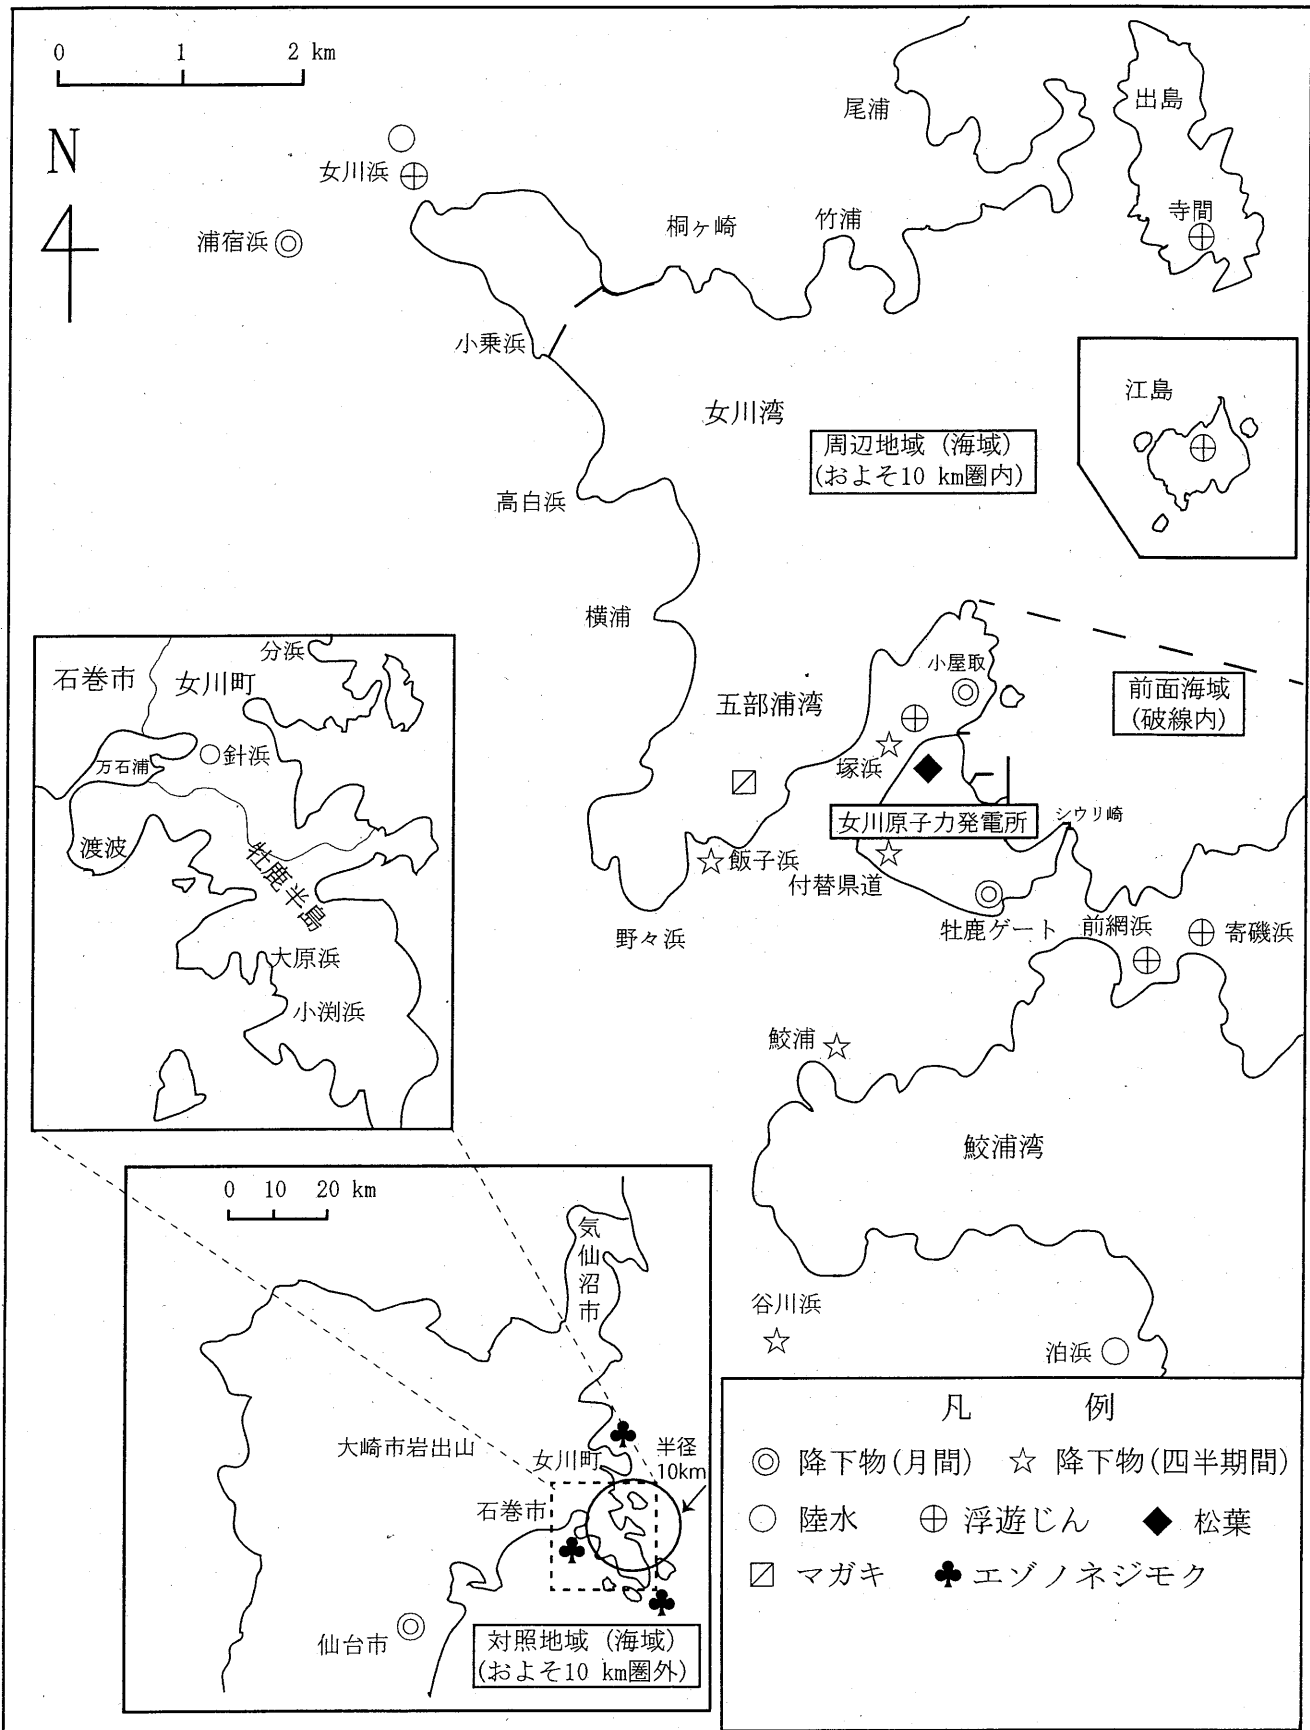 0 1 2 km
N
尾浦
出島
女川浜
寺間
浦宿浜
桐ヶ崎
竹浦
小乗浜
江島
女川湾
周辺地域 (海域)
(およそ10 km圏内)
高白浜
横浦
小屋取
五部浦湾
前面海域
(破線内)
塚浜
女川原子力発電所
シウリ崎
飯子浜
付替県道
野々浜
牡鹿ゲート
前網浜
寄磯浜
鮫浦
鮫浦湾
谷川浜
泊浜
分浜
石巻市
女川町
針浜
万石浦
渡波
牡鹿半島
大原浜
小渕浜
0 10 20 km
気仙沼市
大崎市岩出山
女川町
半径
10km
石巻市
仙台市
対照地域 (海域)
(およそ10 km圏外)
凡 例
降下物(月間) 降下物(四半期間)
陸水 浮遊じん 松葉
マガキ エゾノネジモク